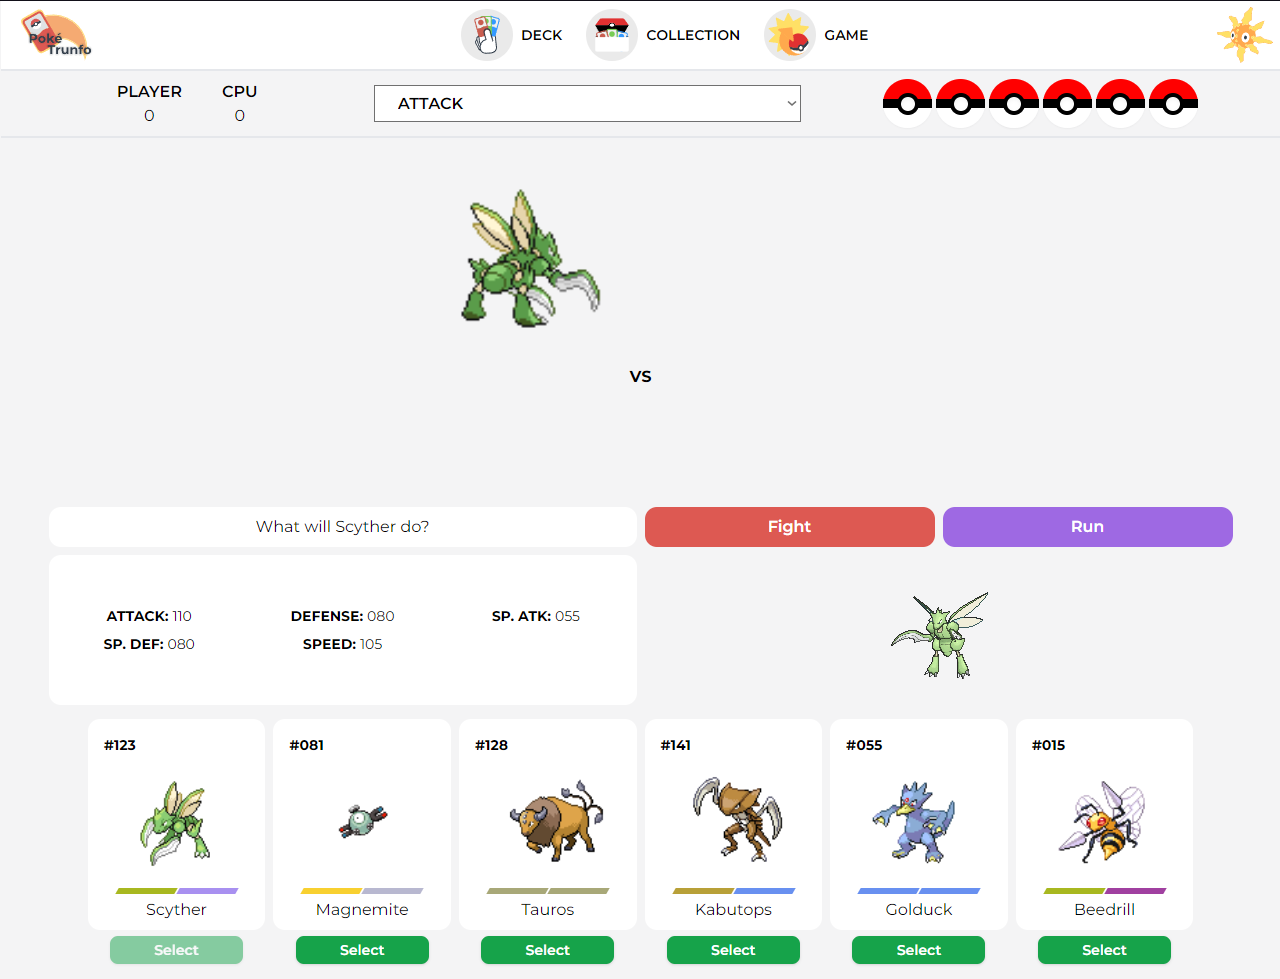 Poké
Trunfo
DECK
COLLECTION
GAME
PLAYER
0
CPU
0
ATTACK
VS
What will Scyther do?
Fight
Run
ATTACK: 110
DEFENSE: 080
SP. ATK: 055
SP. DEF: 080
SPEED: 105
#123
#081
#128
#141
#055
#015
Scyther
Magnemite
Tauros
Kabutops
Golduck
Beedrill
Select
Select
Select
Select
Select
Select